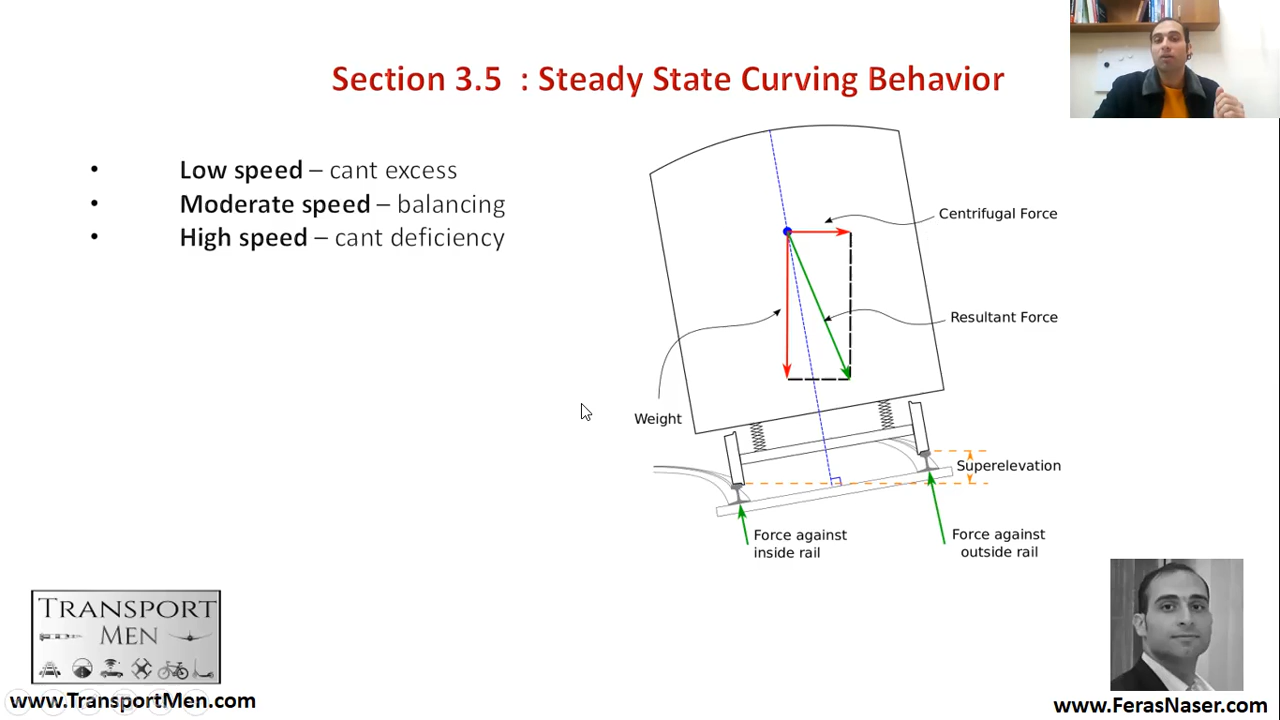 Section 3.5 : Steady State Curving Behavior
• Low speed – cant excess
• Moderate speed – balancing
• High speed – cant deficiency
Centrifugal Force
Resultant Force
Weight
Superelevation
Force against
inside rail
Force against
outside rail
TRANSPORT
MEN
www.TransportMen.com
www.FerasNaser.com